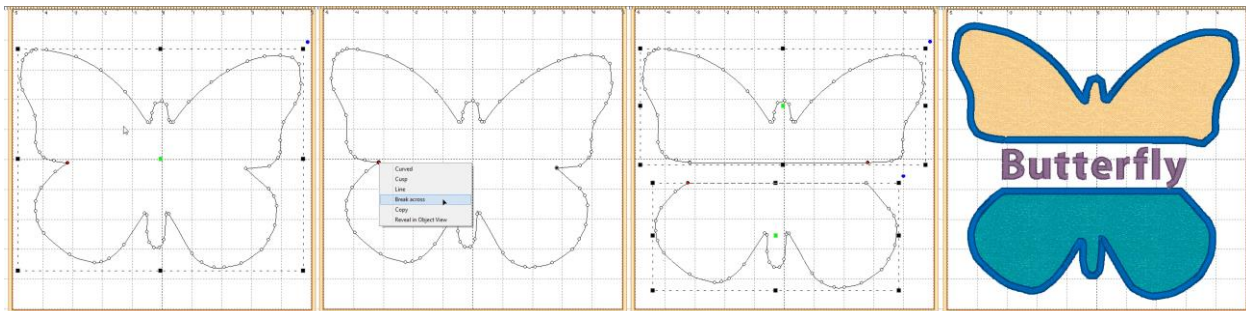 Curved
Cusp
Line
Break across
Copy
Reveal in Object View
Butterfly